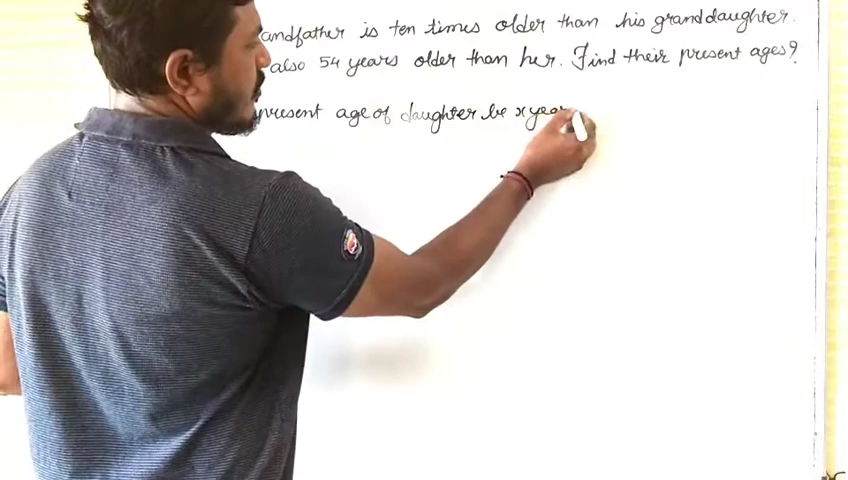 andfather is ten times older than his granddaughter.
also 54 years older than her. Find their present ages?
present age of daughter be x year